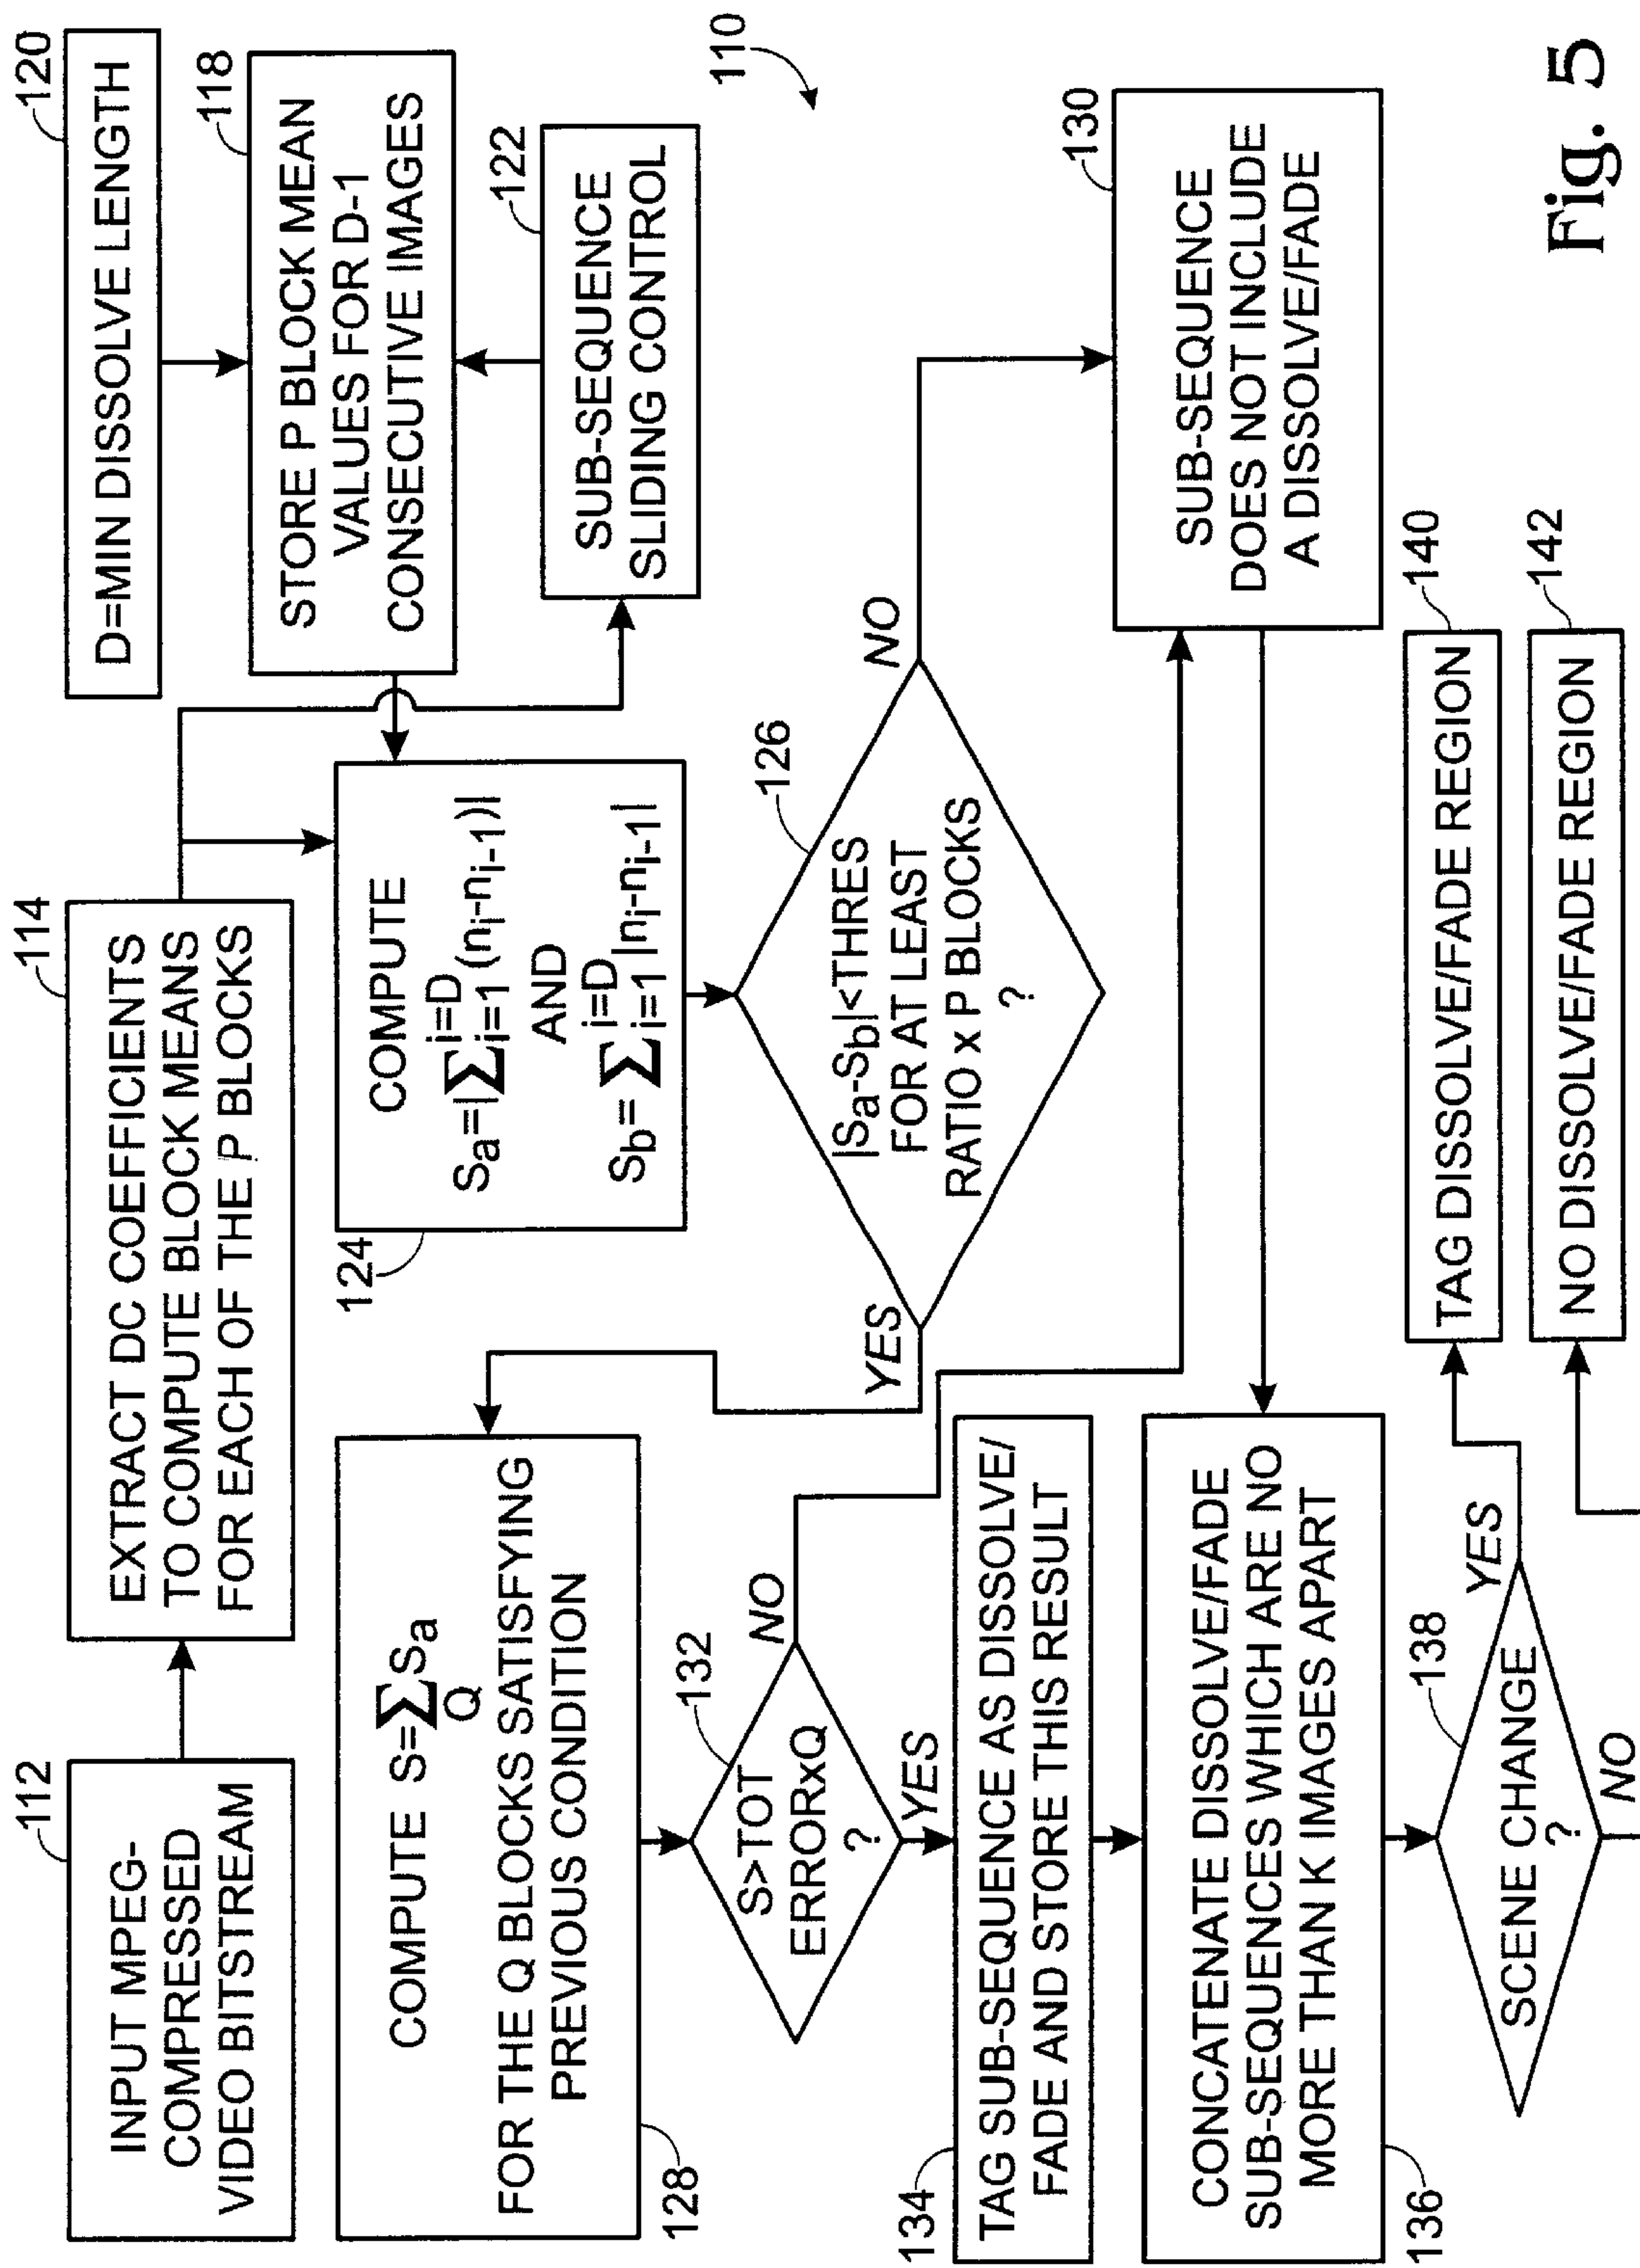 112
INPUT MPEG-
COMPRESSED
VIDEO BITSTREAM
114
EXTRACT DC COEFFICIENTS
TO COMPUTE BLOCK MEANS
FOR EACH OF THE P BLOCKS
120
D=MIN DISSOLVE LENGTH
118
STORE P BLOCK MEAN
VALUES FOR D-1
CONSECUTIVE IMAGES
122
SUB-SEQUENCE
SLIDING CONTROL
110
124
COMPUTE
Sa=|∑ i=D i=1 (ni-ni-1)|
AND
Sb= ∑ i=D i=1 |ni-ni-1|
126
|Sa-Sb|<THRES
FOR AT LEAST
RATIO x P BLOCKS
?
YES
NO
128
COMPUTE S=∑Sa
Q
FOR THE Q BLOCKS SATISFYING
PREVIOUS CONDITION
130
SUB-SEQUENCE
DOES NOT INCLUDE
A DISSOLVE/FADE
132
S>TOT
ERRORxQ
?
NO
YES
134
TAG SUB-SEQUENCE AS DISSOLVE/
FADE AND STORE THIS RESULT
136
CONCATENATE DISSOLVE/FADE
SUB-SEQUENCES WHICH ARE NO
MORE THAN K IMAGES APART
138
SCENE CHANGE
?
YES
NO
140
TAG DISSOLVE/FADE REGION
142
NO DISSOLVE/FADE REGION
Fig. 5